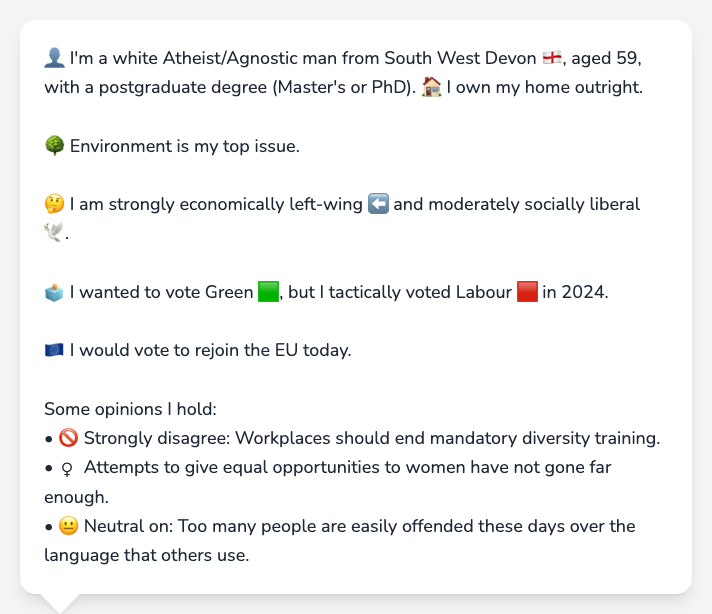 👤 I'm a white Atheist/Agnostic man from South West Devon 🏴󠁧󠁢󠁥󠁮󠁧󠁿, aged 59,
with a postgraduate degree (Master's or PhD). 🏠 I own my home outright.
🌳 Environment is my top issue.
🤔 I am strongly economically left-wing ⬅️ and moderately socially liberal
🕊️.
🗳️ I wanted to vote Green 🟩, but I tactically voted Labour 🟥 in 2024.
🇪🇺 I would vote to rejoin the EU today.
Some opinions I hold:
• 🚫 Strongly disagree: Workplaces should end mandatory diversity training.
• ♀ Attempts to give equal opportunities to women have not gone far
enough.
• 😐 Neutral on: Too many people are easily offended these days over the
language that others use.